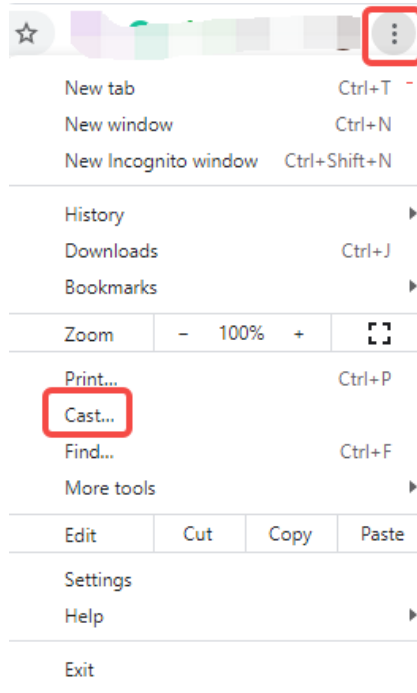 New tab Ctrl+T
New window Ctrl+N
New Incognito window Ctrl+Shift+N
History
Downloads Ctrl+J
Bookmarks
Zoom − 100% +
Print... Ctrl+P
Cast...
Find... Ctrl+F
More tools
Edit Cut Copy Paste
Settings
Help
Exit